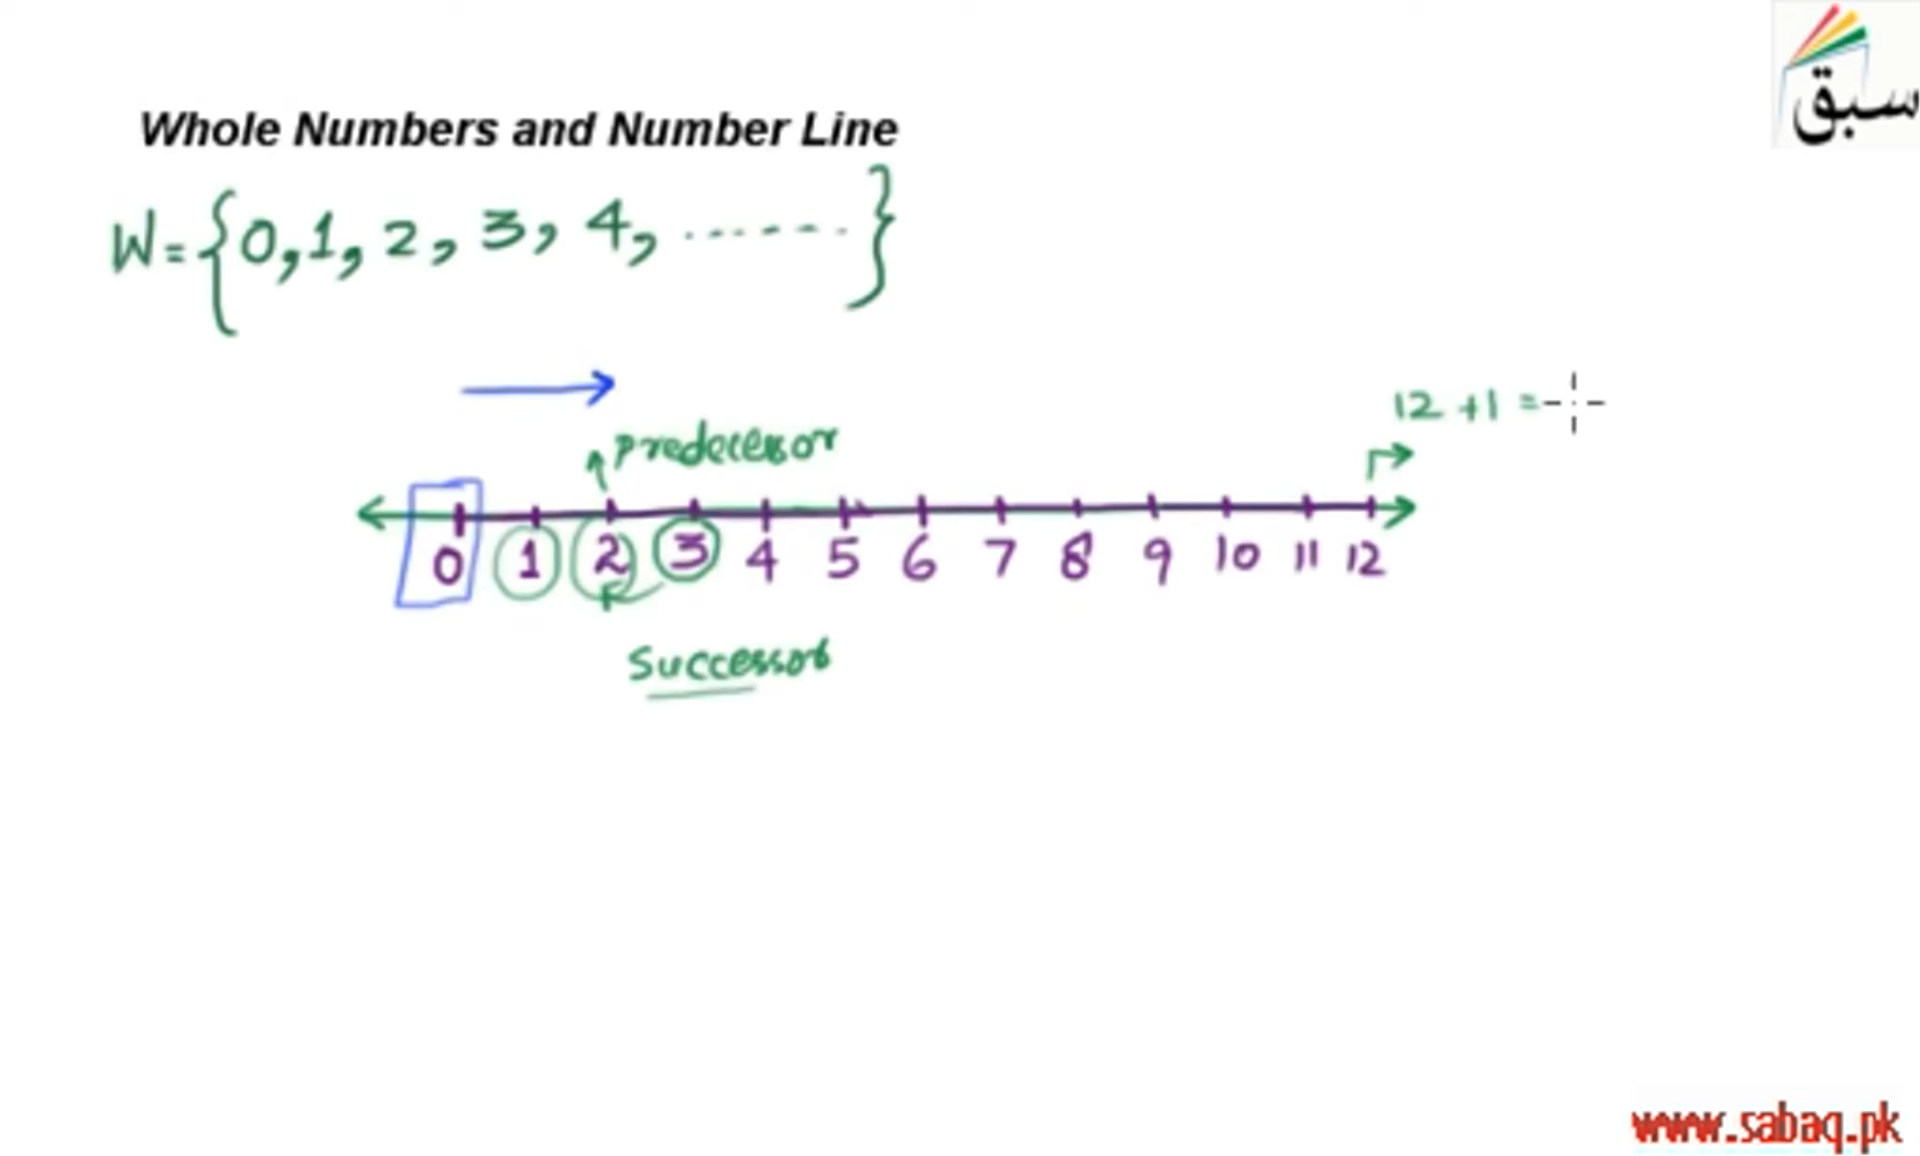 سبق
Whole Numbers and Number Line
W={0,1,2,3,4,......}
12+1=
predecessor
0 1 2 3 4 5 6 7 8 9 10 11 12
Successor
www.sabaq.pk